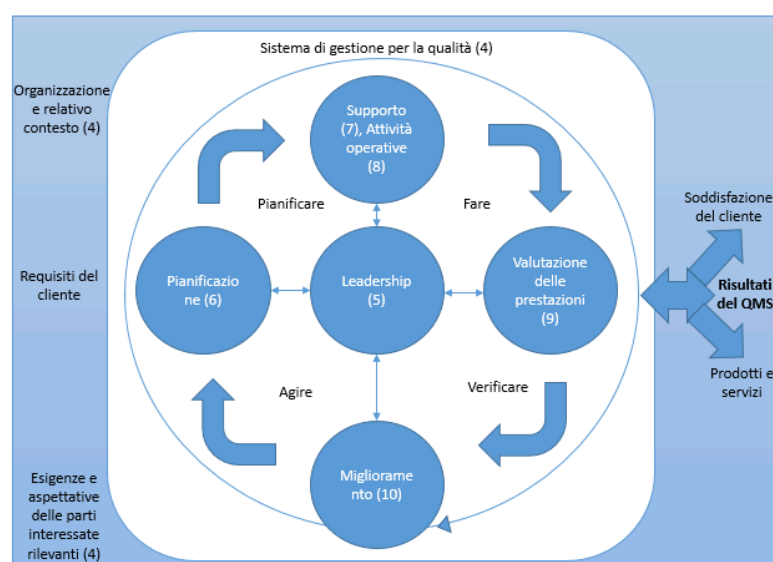 Sistema di gestione per la qualità (4)
Organizzazione
e relativo
contesto (4)
Supporto
(7), Attività
operative
(8)
Pianificare
Fare
Soddisfazione
del cliente
Requisiti del
cliente
Pianificazio
ne (6)
Leadership
(5)
Valutazione
delle
prestazioni
(9)
Risultati
del QMS
Agire
Verificare
Prodotti e
servizi
Migliorame
nto (10)
Esigenze e
aspettative
delle parti
interessate
rilevanti (4)